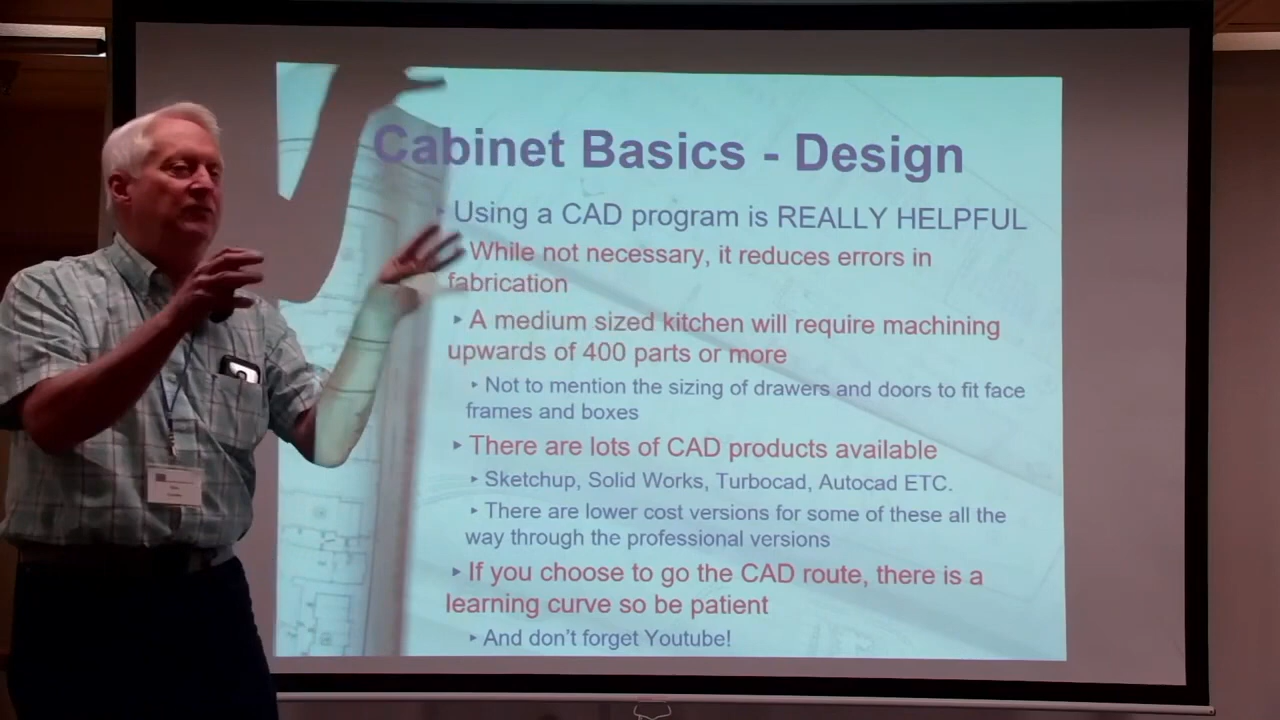 Cabinet Basics - Design
‣ Using a CAD program is REALLY HELPFUL
While not necessary, it reduces errors in
fabrication
‣ A medium sized kitchen will require machining
upwards of 400 parts or more
‣ Not to mention the sizing of drawers and doors to fit face
frames and boxes
‣ There are lots of CAD products available
‣ Sketchup, Solid Works, Turbocad, Autocad ETC.
‣ There are lower cost versions for some of these all the
way through the professional versions
‣ If you choose to go the CAD route, there is a
learning curve so be patient
‣ And don't forget Youtube!